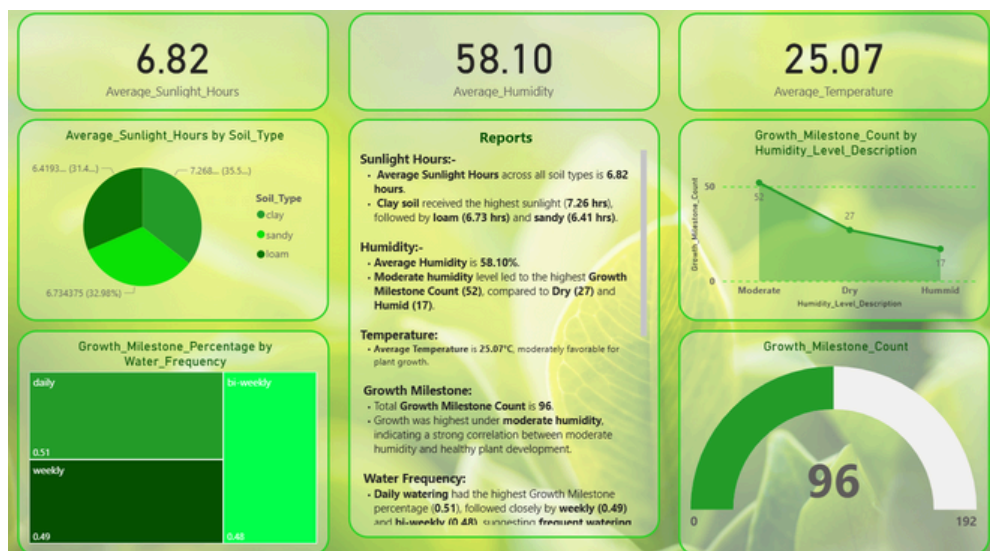 6.82
Average_Sunlight_Hours
58.10
Average_Humidity
25.07
Average_Temperature
Average_Sunlight_Hours by Soil_Type
6.4193... (31.4...)
7.268... (35.5...)
6.734375 (32.98%)
Soil_Type
clay
sandy
loam
Growth_Milestone_Percentage by
Water_Frequency
daily
0.51
weekly
0.49
bi-weekly
0.48
Reports
Sunlight Hours:-
• Average Sunlight Hours across all soil types is 6.82
hours.
• Clay soil received the highest sunlight (7.26 hrs),
followed by loam (6.73 hrs) and sandy (6.41 hrs).
Humidity:-
• Average Humidity is 58.10%.
• Moderate humidity level led to the highest Growth
Milestone Count (52), compared to Dry (27) and
Humid (17).
Temperature:
• Average Temperature is 25.07°C, moderately favorable for
plant growth.
Growth Milestone:
• Total Growth Milestone Count is 96.
• Growth was highest under moderate humidity,
indicating a strong correlation between moderate
humidity and healthy plant development.
Water Frequency:
• Daily watering had the highest Growth Milestone
percentage (0.51), followed closely by weekly (0.49)
and bi-weekly (0.48), suggesting frequent watering
Growth_Milestone_Count by
Humidity_Level_Description
Growth_Milestone_Count
50
0
52
27
17
Moderate
Dry
Hummid
Humidity_Level_Description
Growth_Milestone_Count
96
0
192